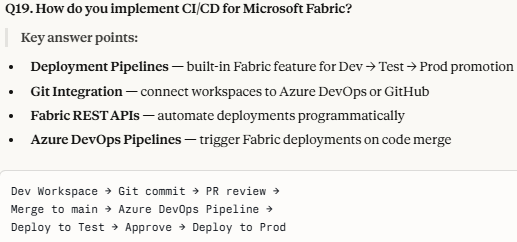 Q19. How do you implement CI/CD for Microsoft Fabric?
Key answer points:
• Deployment Pipelines — built-in Fabric feature for Dev → Test → Prod promotion
• Git Integration — connect workspaces to Azure DevOps or GitHub
• Fabric REST APIs — automate deployments programmatically
• Azure DevOps Pipelines — trigger Fabric deployments on code merge
Dev Workspace → Git commit → PR review →
Merge to main → Azure DevOps Pipeline →
Deploy to Test → Approve → Deploy to Prod